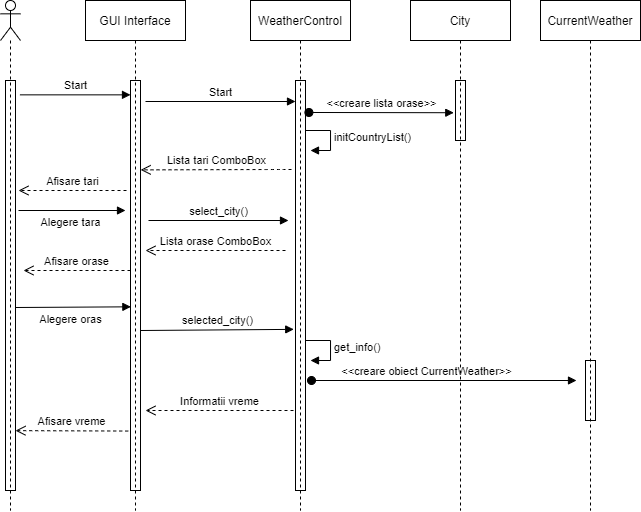 GUI Interface
WeatherControl
City
CurrentWeather
Start
Start
<<creare lista orase>>
initCountryList()
Lista tari ComboBox
Afisare tari
select_city()
Alegere tara
Lista orase ComboBox
Afisare orase
Alegere oras
selected_city()
get_info()
<<creare obiect CurrentWeather>>
Informatii vreme
Afisare vreme